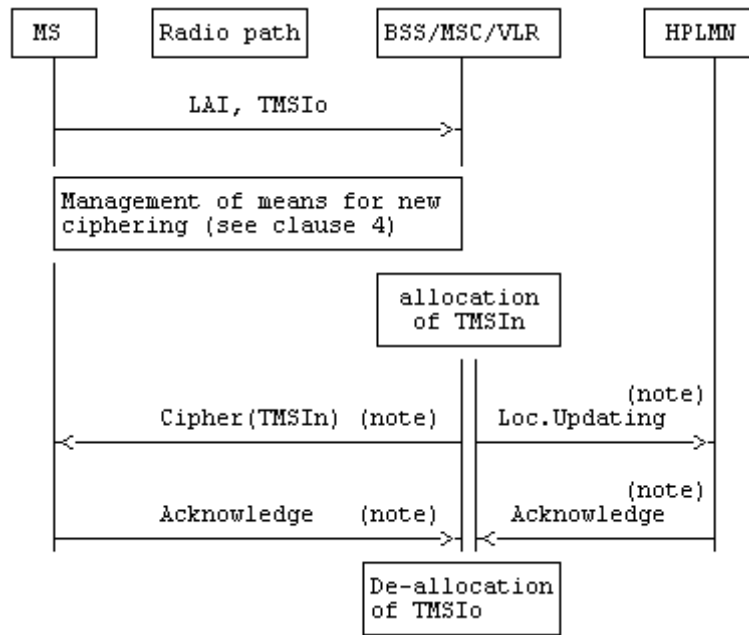 MS
Radio path
BSS/MSC/VLR
HPLMN
LAI, TMSIo
Management of means for new
ciphering (see clause 4)
allocation
of TMSIn
(note)
Cipher(TMSIn) (note)
Loc.Updating
(note)
Acknowledge (note)
Acknowledge
De-allocation
of TMSIo